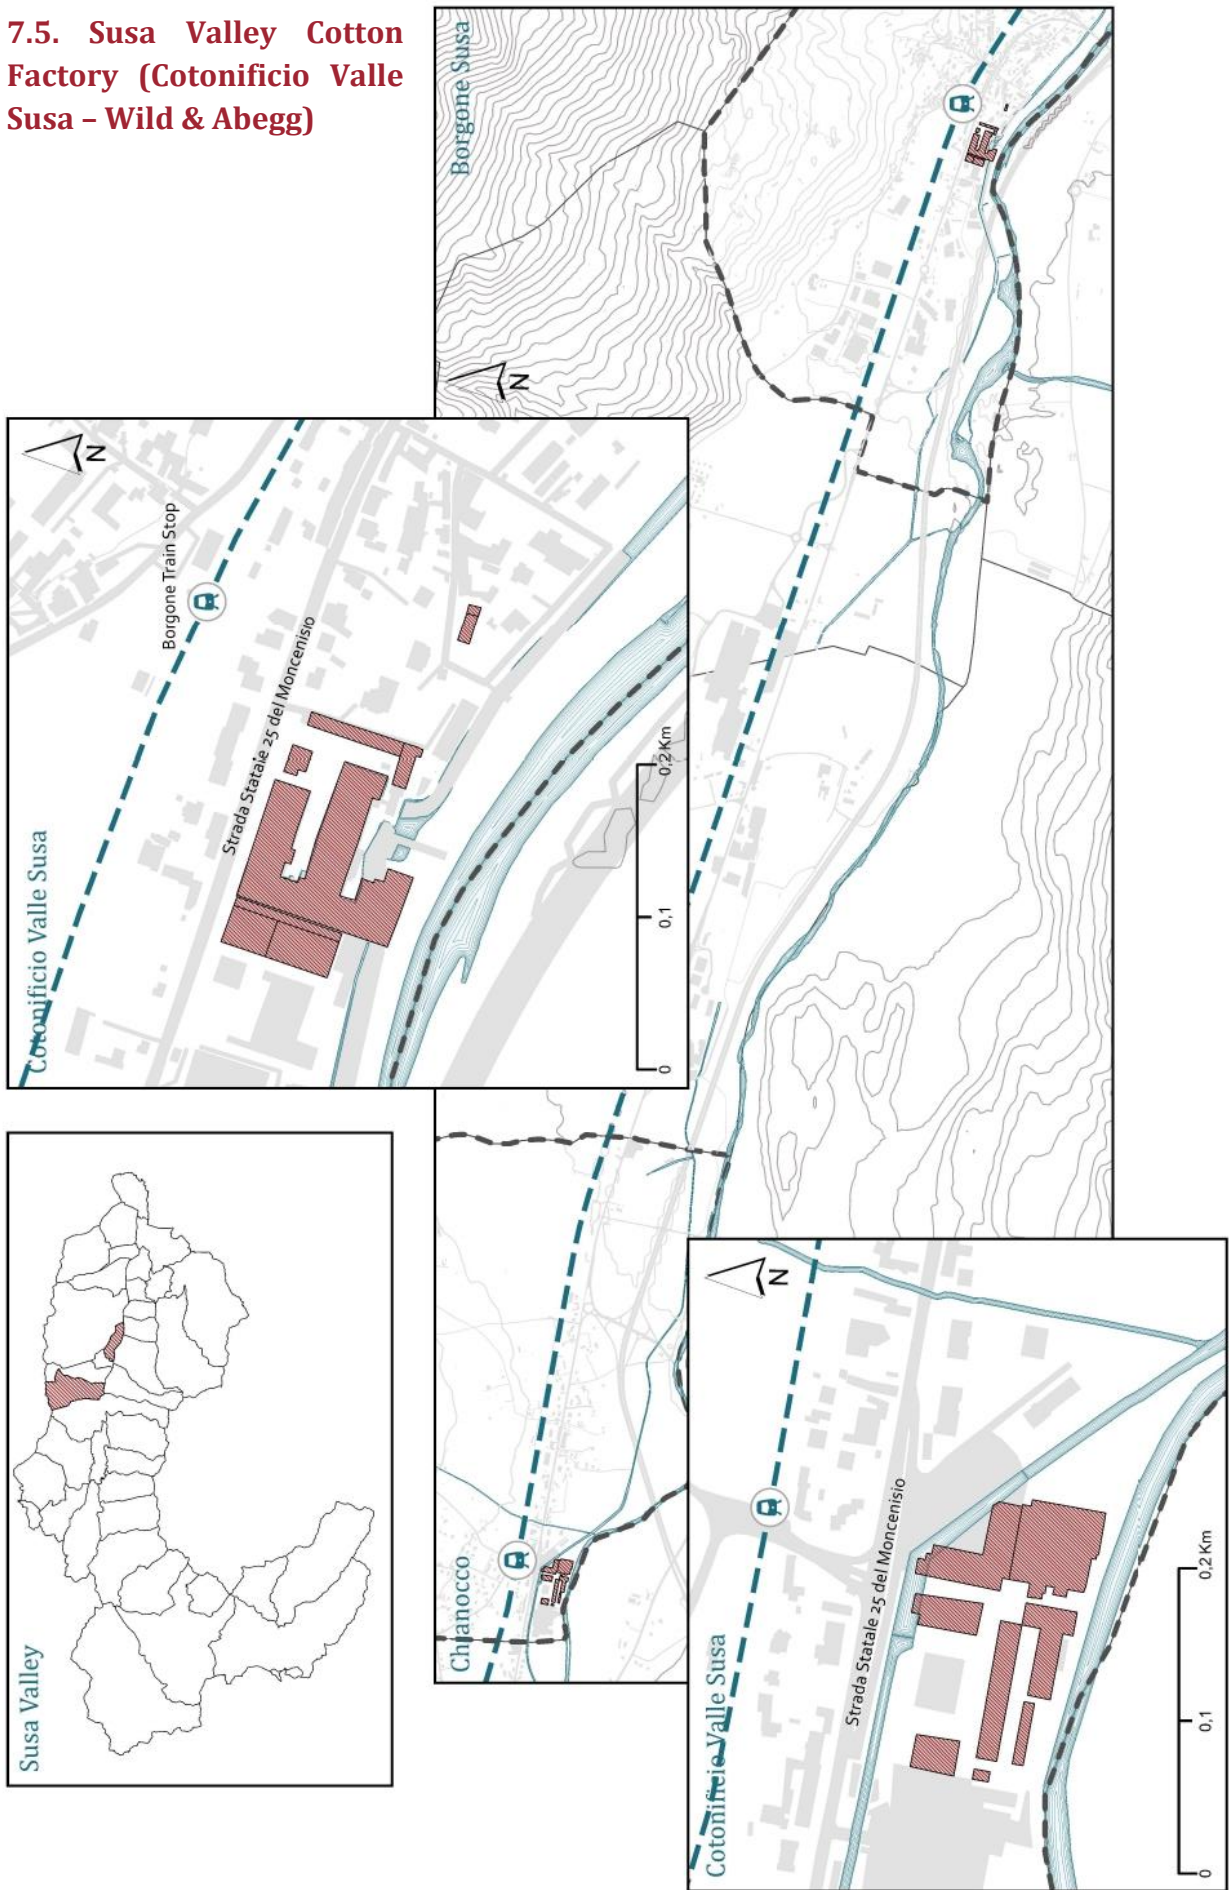 7.5. Susa Valley Cotton
Factory (Cotonificio Valle
Susa – Wild & Abegg)
Borgone Susa
N
Cotonificio Valle Susa
N
Borgone Train Stop
Strada Statale 25 del Moncenisio
0
0,1
0,2 Km
Susa Valley
Chianocco
Cotonificio Valle Susa
N
Strada Statale 25 del Moncenisio
0
0,1
0,2 Km